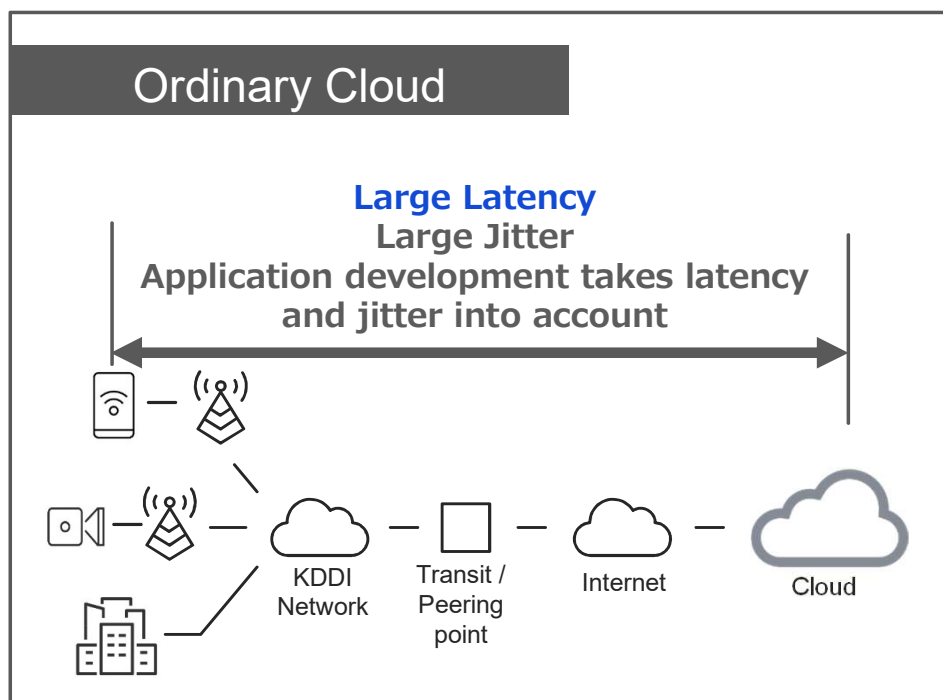 Ordinary Cloud
Large Latency
Large Jitter
Application development takes latency
and jitter into account
KDDI
Network
Transit /
Peering
point
Internet
Cloud